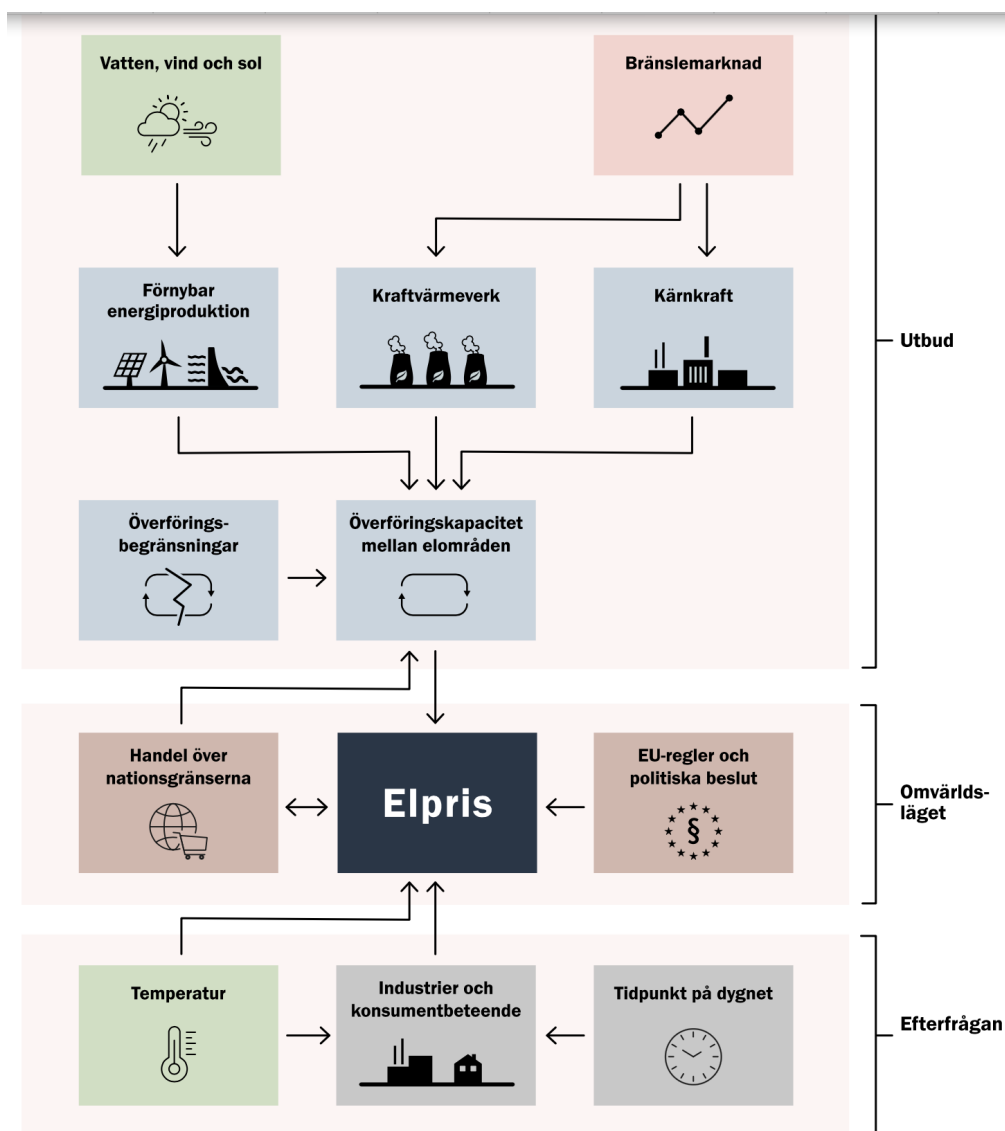 Vatten, vind och sol
Bränslemarknad
Förnybar
energiproduktion
Kraftvärmeverk
Kärnkraft
Utbud
Överförings-
begränsningar
Överföringskapacitet
mellan elområden
Handel över
nationsgränserna
Elpris
EU-regler och
politiska beslut
§
Omvärlds-
läget
Temperatur
Industrier och
konsumentbeteende
Tidpunkt på dygnet
Efterfrågan